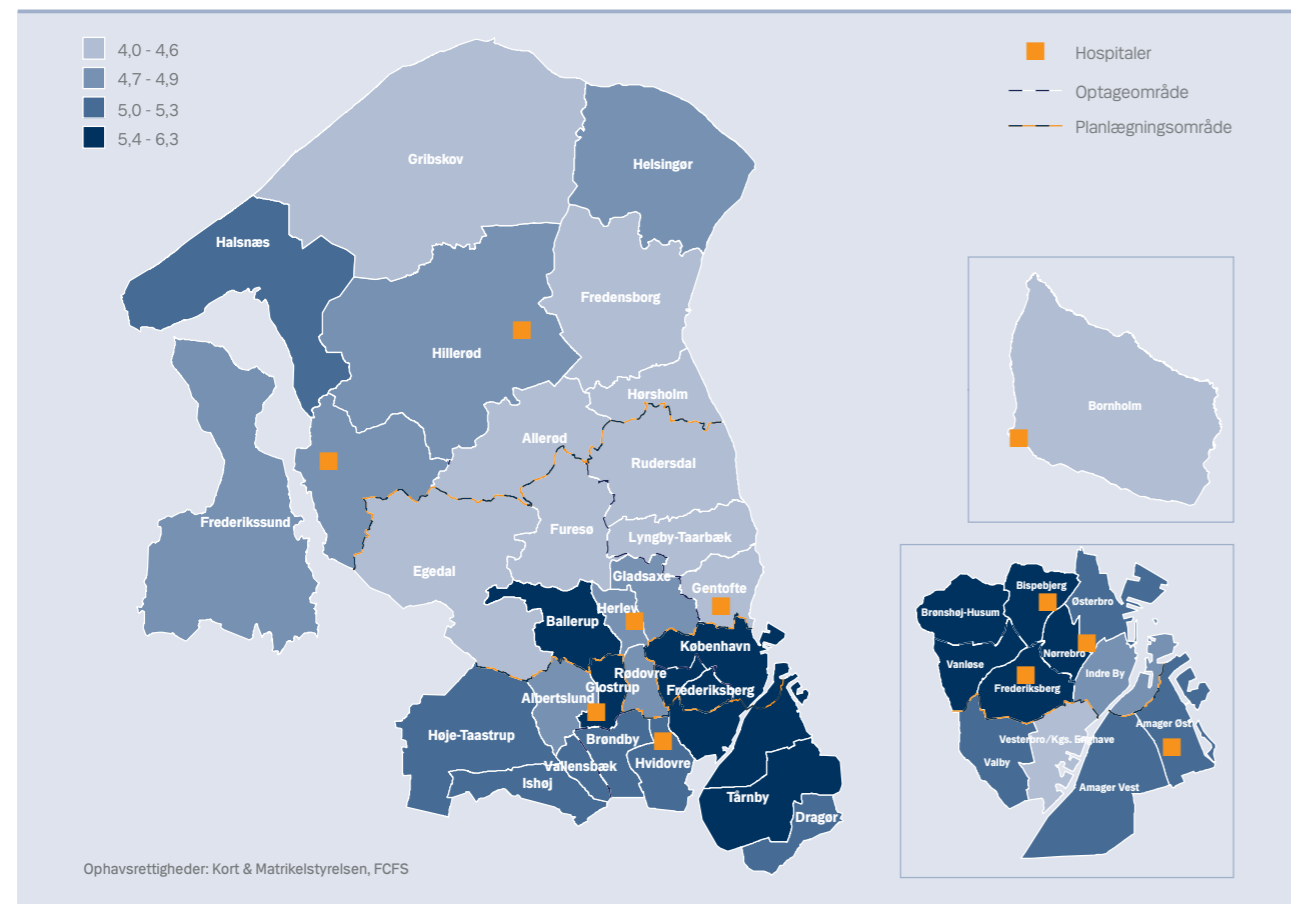 4,0 - 4,6
4,7 - 4,9
5,0 - 5,3
5,4 - 6,3
Hospitaler
Optageområde
Planlægningsområde
Gribskov
Helsingør
Halsnæs
Fredensborg
Hillerød
Hørsholm
Allerød
Rudersdal
Frederikssund
Furesø
Lyngby-Taarbæk
Egedal
Gladsaxe
Gentofte
Herlev
Ballerup
København
Rødovre
Glostrup
Frederiksberg
Albertslund
Høje-Taastrup
Brøndby
Vallensbæk
Hvidovre
Ishøj
Tårnby
Dragør
Bornholm
Bispebjerg
Østerbro
Brønshøj-Husum
Nørrebro
Vanløse
Indre By
Frederiksberg
Amager Øst
Vesterbro/Kgs. Enghave
Valby
Amager Vest
Ophavsrettigheder: Kort & Matrikelstyrelsen, FCFS